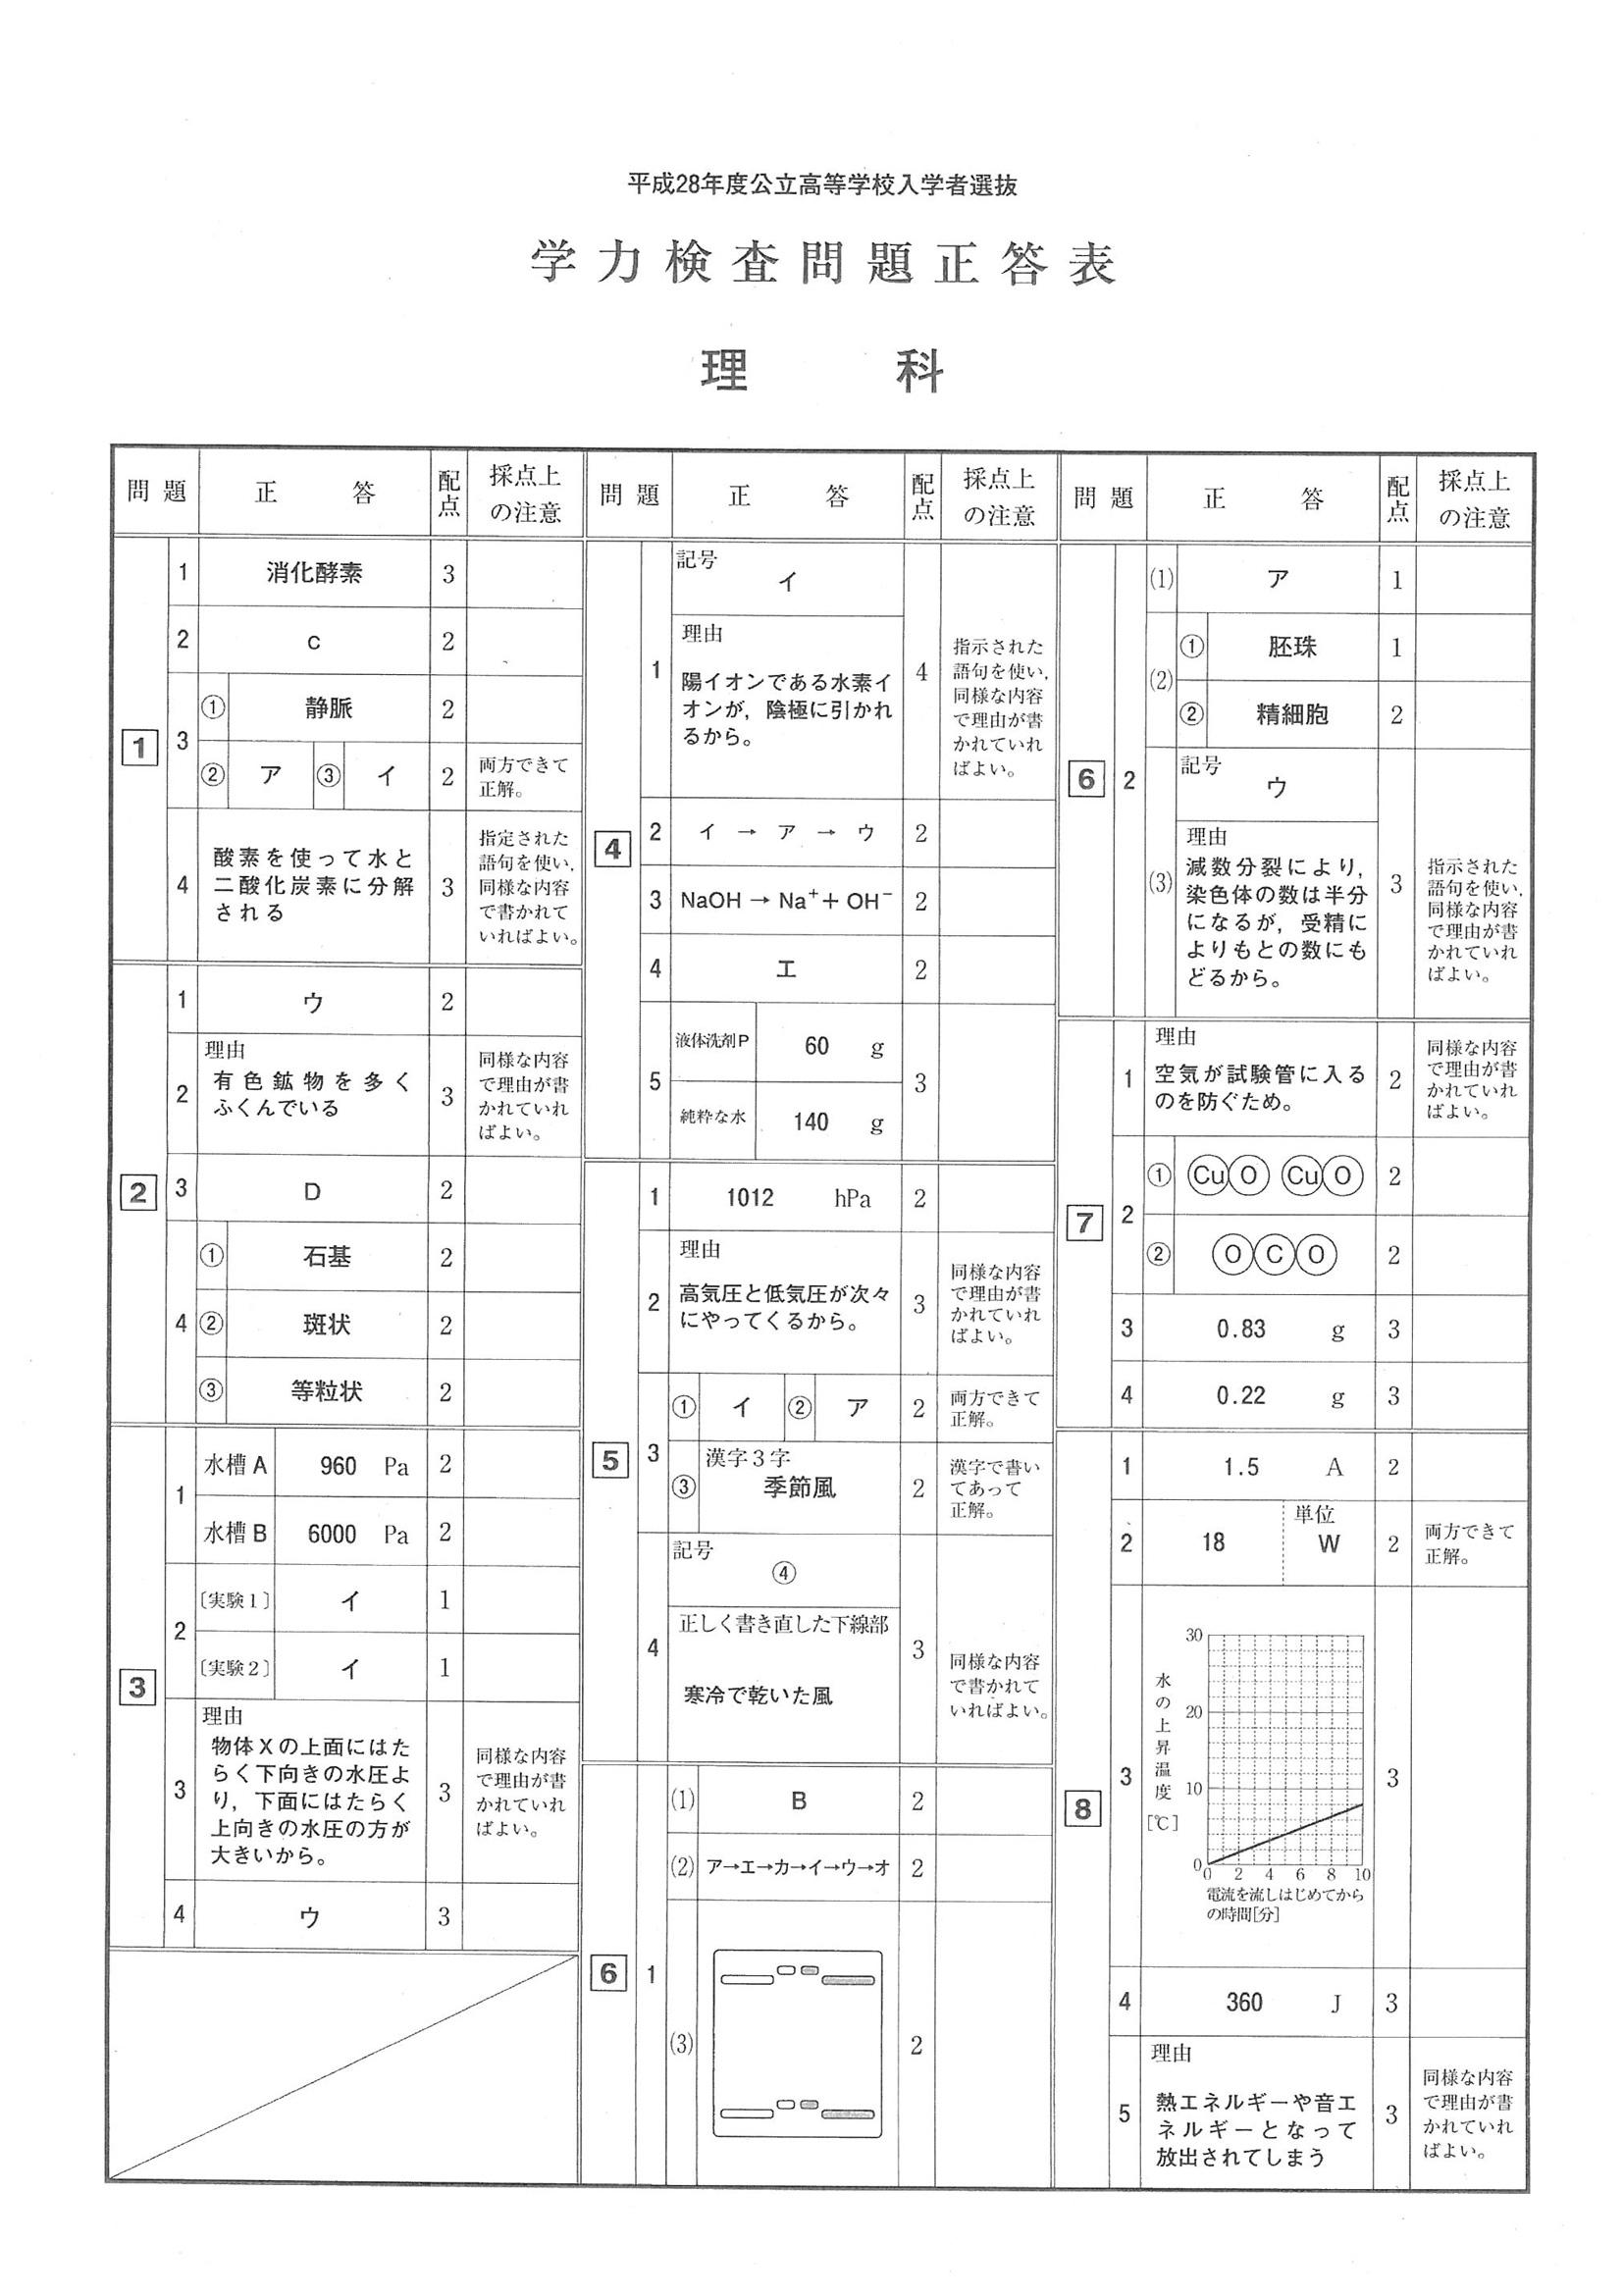 平成28年度公立高等学校入学者選抜
学力検査問題正答表
理 科
問題 正答 配点 採点上の注意
1
1 消化酵素 3
2 c 2
3 ① 静脈 2
② ア ③ イ 2 両方できて
正解。
4 酸素を使って水と
二酸化炭素に分解
される
3
指定された
語句を使い,
同様な内容
で書かれて
いればよい。
2
1 ウ 2
2 理由
有色鉱物を多く
ふくんでいる
3
同様な内容
で理由が書
かれていれ
ばよい。
3 D 2
4 ① 石基 2
② 斑状 2
③ 等粒状 2
3
1 水槽A 960 Pa 2
水槽B 6000 Pa 2
2 〔実験1〕 イ 1
〔実験2〕 イ 1
3 理由
物体Xの上面にはた
らく下向きの水圧よ
り,下面にはたらく
上向きの水圧の方が
大きいから。
3
同様な内容
で理由が書
かれていれ
ばよい。
4 ウ 3
問題 正答 配点 採点上の注意
4
1 記号
イ
理由
陽イオンである水素イ
オンが,陰極に引かれ
るから。
4
指示された
語句を使い,
同様な内容
で理由が書
かれていれ
ばよい。
2 イ → ア → ウ 2
3 NaOH → Na⁺ + OH⁻ 2
4 エ 2
5 液体洗剤P 60 g
純粋な水 140 g
3
5
1 1012 hPa 2
2 理由
高気圧と低気圧が次々
にやってくるから。
3
同様な内容
で理由が書
かれていれ
ばよい。
3 ① イ ② ア 2 両方できて
正解。
③ 漢字3字
季節風
2
漢字で書い
てあって
正解。
4 記号
④
正しく書き直した下線部
寒冷で乾いた風
3
同様な内容
で書かれて
いればよい。
6
1 (1) B 2
(2) ア→エ→カ→イ→ウ→オ 2
(3) 2
問題 正答 配点 採点上の注意
6
2 (1) ア 1
(2) ① 胚珠 1
② 精細胞 2
(3) 記号
ウ
理由
減数分裂により,
染色体の数は半分
になるが,受精に
よりもとの数にも
どるから。
3
指示された
語句を使い,
同様な内容
で理由が書
かれていれ
ばよい。
7
1 理由
空気が試験管に入る
のを防ぐため。
2
同様な内容
で理由が書
かれていれ
ばよい。
2 ① Cu O Cu O 2
② O C O 2
3 0.83 g 3
4 0.22 g 3
8
1 1.5 A 2
2 18 単位 W 2 両方できて
正解。
3
水の上昇温度[℃]
30
20
10
0
0 2 4 6 8 10
電流を流しはじめてから
の時間[分]
3
4 360 J 3
5 理由
熱エネルギーや音エ
ネルギーとなって
放出されてしまう
3
同様な内容
で理由が書
かれていれ
ばよい。